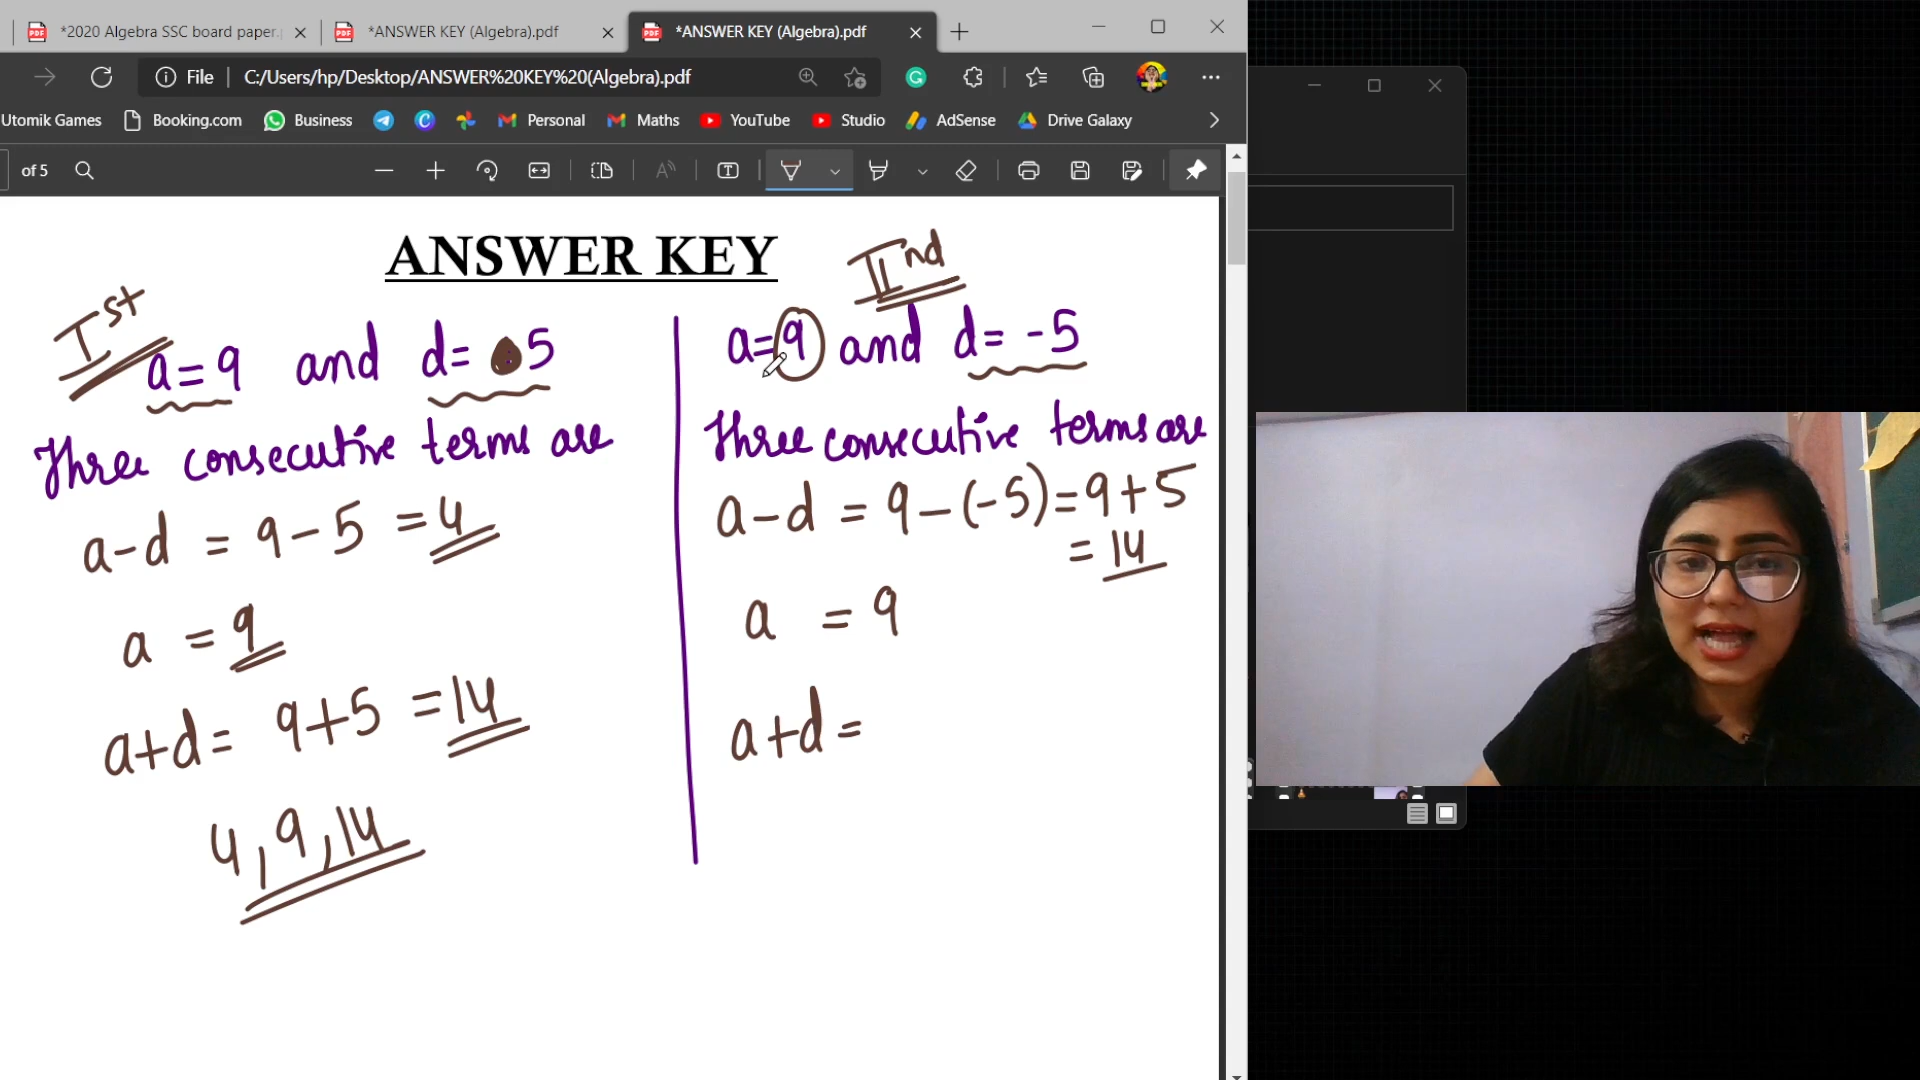 *2020 Algebra SSC board paper.p
*ANSWER KEY (Algebra).pdf
*ANSWER KEY (Algebra).pdf
File
C:/Users/hp/Desktop/ANSWER%20KEY%20(Algebra).pdf
Utomik Games
Booking.com
Business
Personal
Maths
YouTube
Studio
AdSense
Drive Galaxy
of 5
ANSWER KEY
Ist
a = 9 and d = 5
Three consecutive terms are
a-d = 9-5 = 4
a = 9
a+d = 9+5 = 14
4, 9, 14
IInd
a=9 and d= -5
Three consecutive terms are
a-d = 9-(-5) = 9+5
= 14
a = 9
a+d =